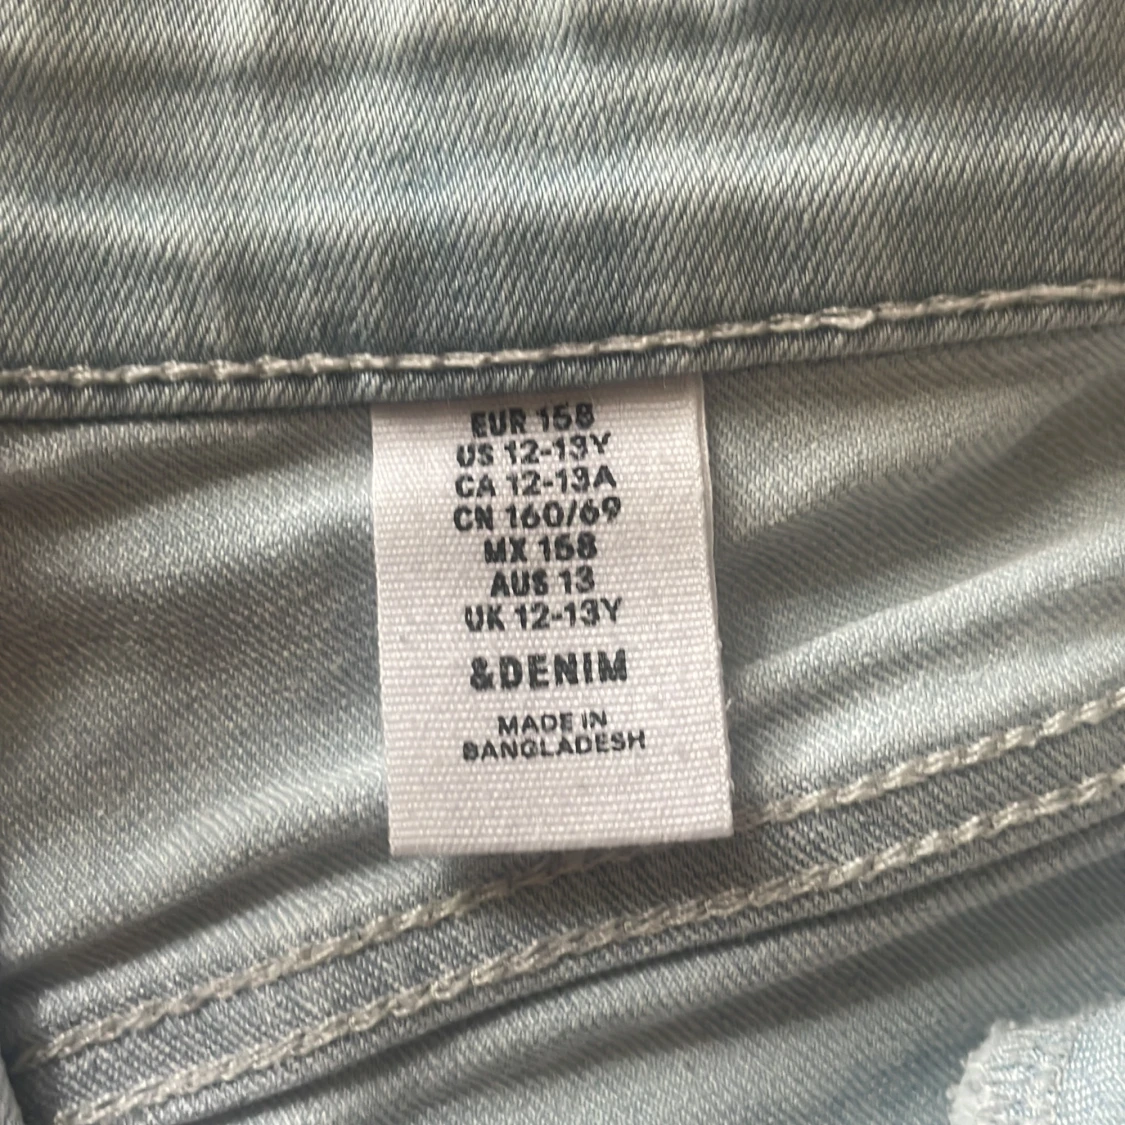 EUR 158
US 12-13Y
CA 12-13A
CN 160/69
MX 158
AUS 13
UK 12-13Y
&DENIM
MADE IN
BANGLADESH